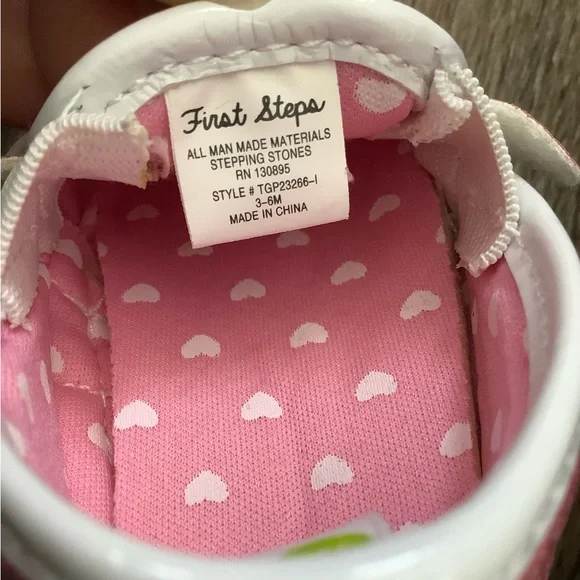 First Steps
ALL MAN MADE MATERIALS
STEPPING STONES
RN 130895
STYLE # TGP23266-I
3-6M
MADE IN CHINA